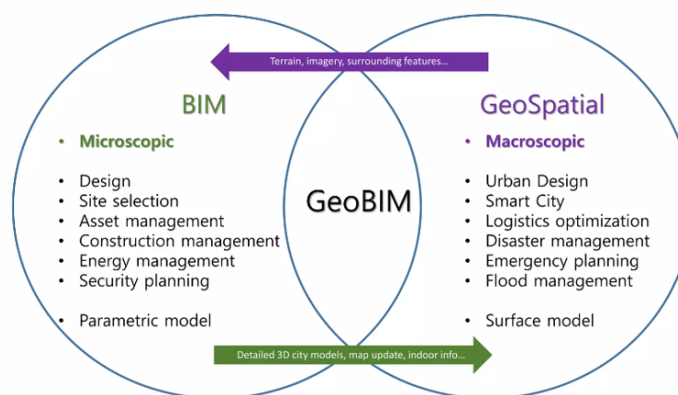 Terrain, imagery, surrounding features...
BIM
• Microscopic
• Design
• Site selection
• Asset management
• Construction management
• Energy management
• Security planning
• Parametric model
GeoBIM
GeoSpatial
• Macroscopic
• Urban Design
• Smart City
• Logistics optimization
• Disaster management
• Emergency planning
• Flood management
• Surface model
Detailed 3D city models, map update, indoor info...